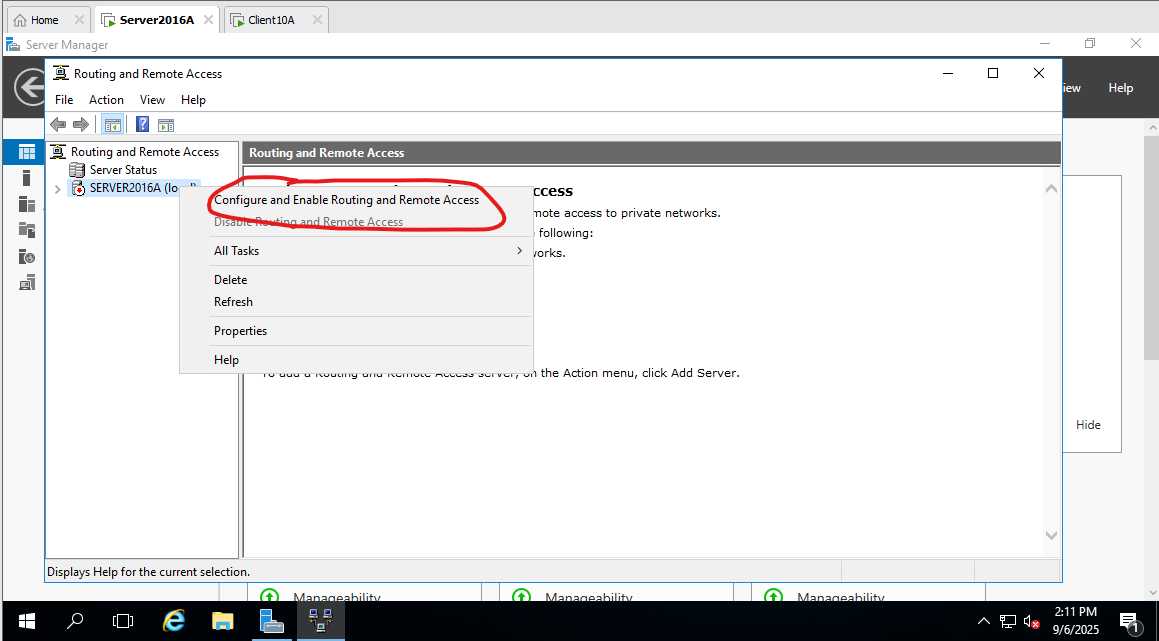 Home
Server2016A
Client10A
Server Manager
Routing and Remote Access
iew
Help
File Action View Help
Routing and Remote Access
Server Status
SERVER2016A (local)
Routing and Remote Access
Configure and Enable Routing and Remote Access
Disable Routing and Remote Access
All Tasks
Delete
Refresh
Properties
Help
ccess
mote access to private networks.
following:
works.
To add a Routing and Remote Access server, on the Action menu, click Add Server.
Hide
Displays Help for the current selection.
Manageability
Manageability
Manageability
2:11 PM
9/6/2025
1